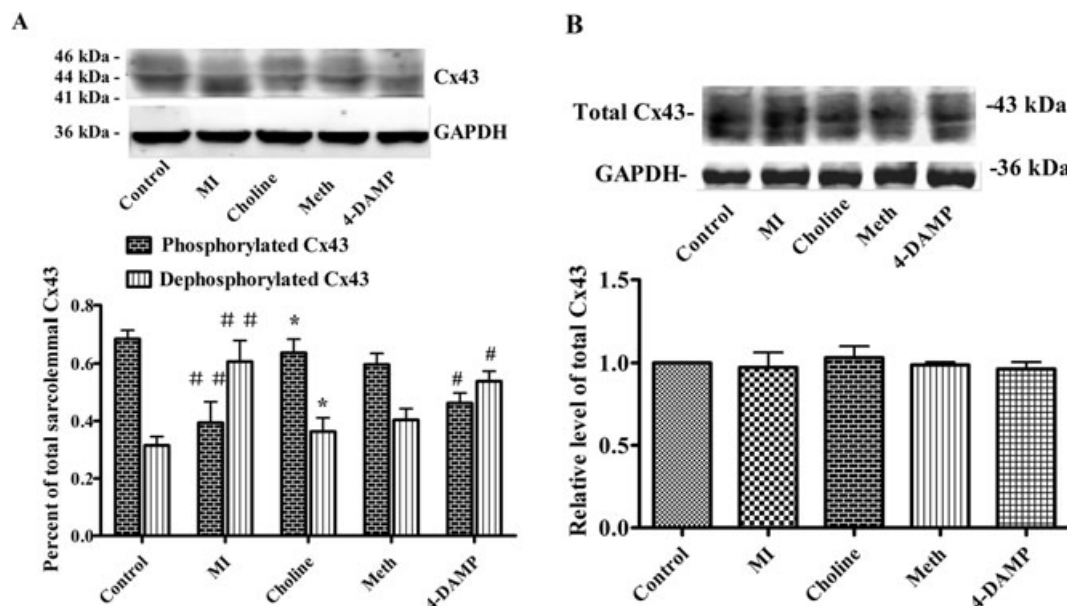 A
46 kDa -
44 kDa -
41 kDa -
Cx43
36 kDa -
GAPDH
Control
MI
Choline
Meth
4-DAMP
Phosphorylated Cx43
Dephosphorylated Cx43
Percent of total sarcolemmal Cx43
0.8
0.6
0.4
0.2
0.0
# #
# #
*
*
#
#
Control
MI
Choline
Meth
4-DAMP
B
Total Cx43-
-43 kDa
GAPDH-
-36 kDa
Control
MI
Choline
Meth
4-DAMP
Relative level of total Cx43
1.5
1.0
0.5
0.0
Control
MI
Choline
Meth
4-DAMP